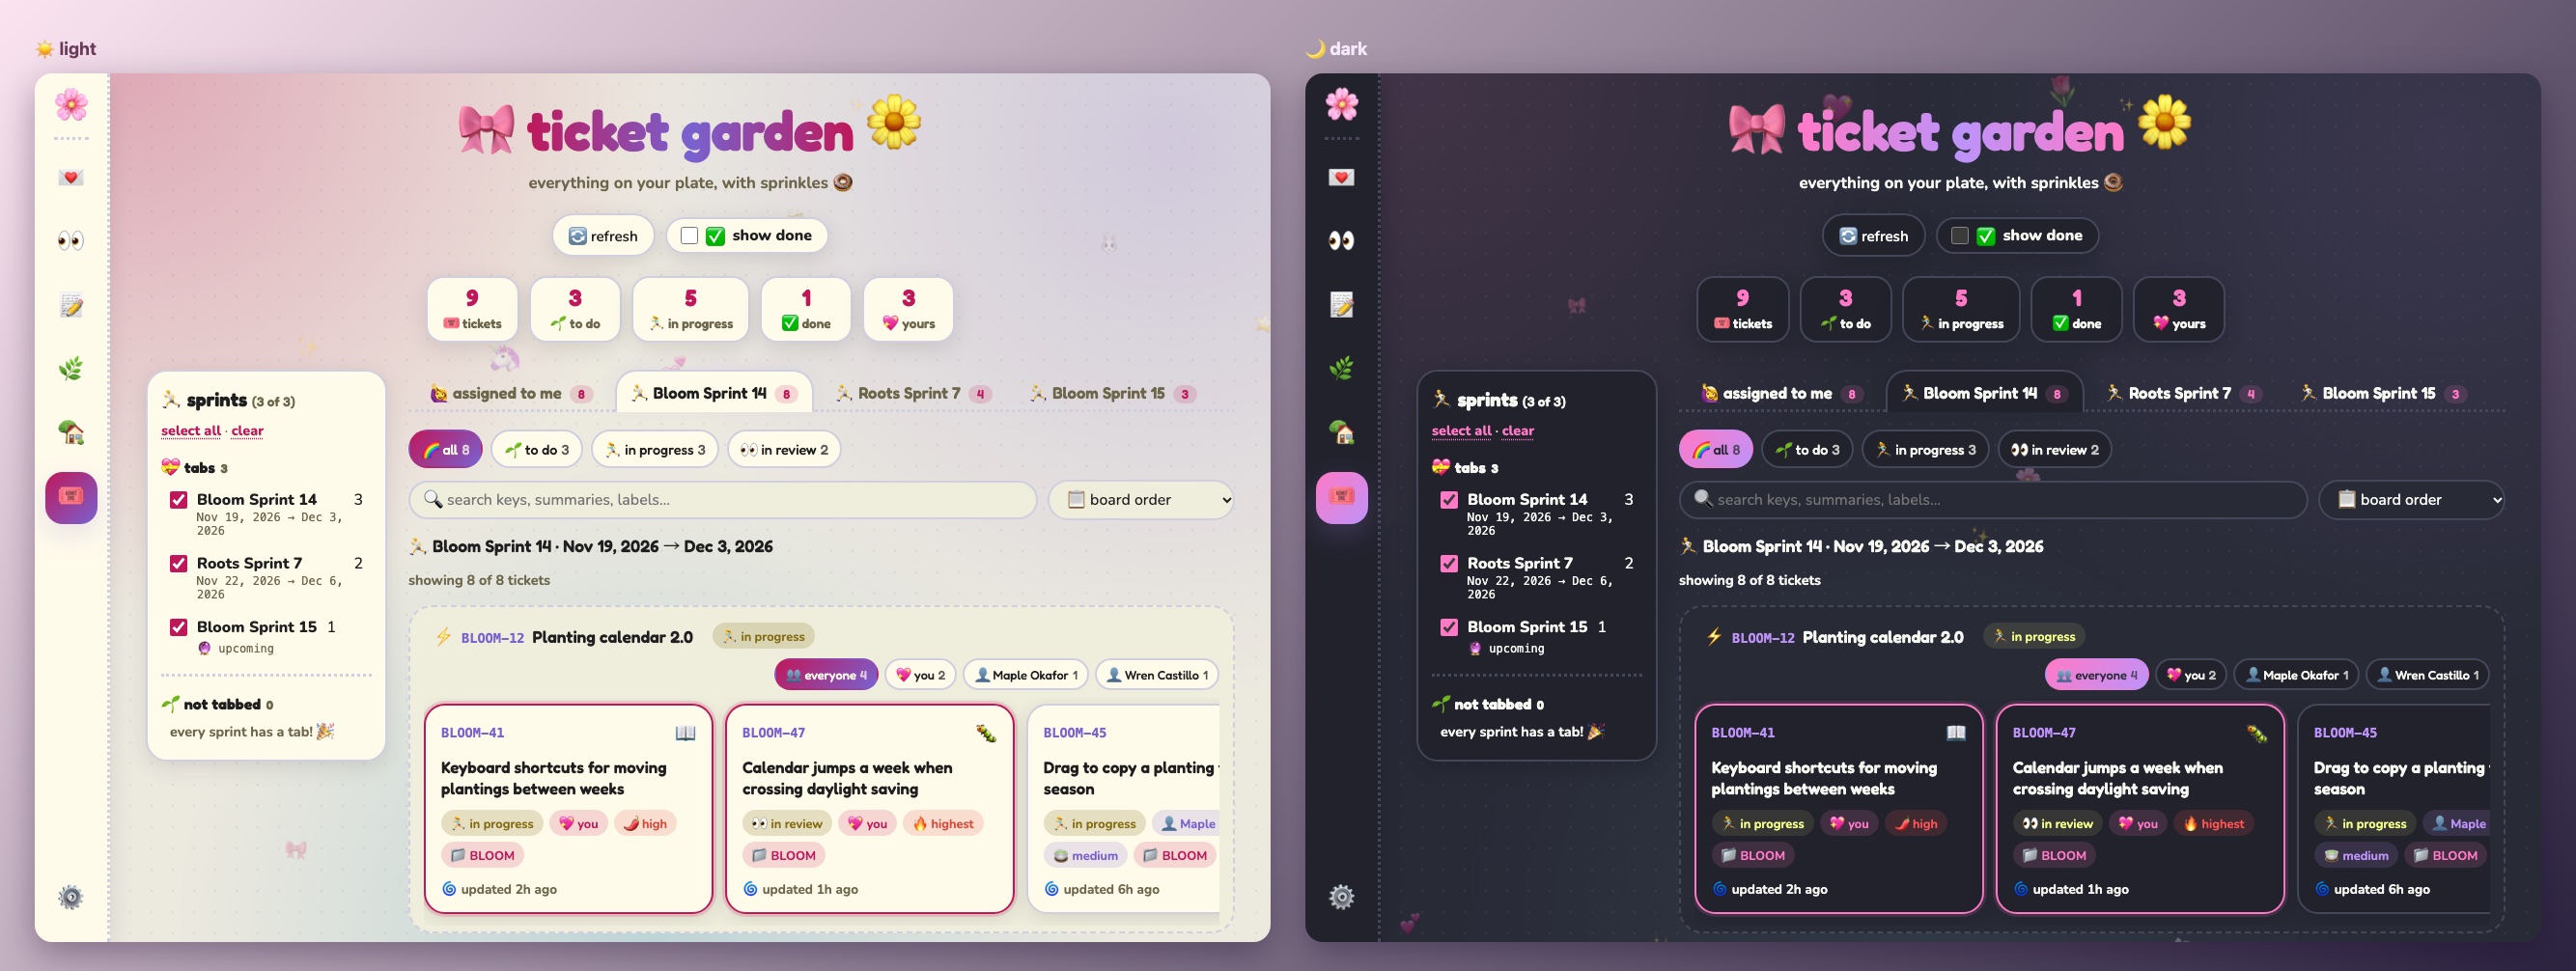 light
ticket garden
everything on your plate, with sprinkles
refresh
show done
9
tickets
3
to do
5
in progress
1
done
3
yours
sprints (3 of 3)
select all · clear
tabs 3
Bloom Sprint 14 3
Nov 19, 2026 → Dec 3,
2026
Roots Sprint 7 2
Nov 22, 2026 → Dec 6,
2026
Bloom Sprint 15 1
upcoming
not tabbed 0
every sprint has a tab!
assigned to me 8
Bloom Sprint 14 8
Roots Sprint 7 4
Bloom Sprint 15 3
all 8
to do 3
in progress 3
in review 2
search keys, summaries, labels...
board order
Bloom Sprint 14 · Nov 19, 2026 → Dec 3, 2026
showing 8 of 8 tickets
BLOOM-12 Planting calendar 2.0 in progress
everyone 4
you 2
Maple Okafor 1
Wren Castillo 1
BLOOM-41
Keyboard shortcuts for moving
plantings between weeks
in progress you high
BLOOM
updated 2h ago
BLOOM-47
Calendar jumps a week when
crossing daylight saving
in review you highest
BLOOM
updated 1h ago
BLOOM-45
Drag to copy a planting
season
in progress Maple
medium BLOOM
updated 6h ago
dark
ticket garden
everything on your plate, with sprinkles
refresh
show done
9
tickets
3
to do
5
in progress
1
done
3
yours
sprints (3 of 3)
select all · clear
tabs 3
Bloom Sprint 14 3
Nov 19, 2026 → Dec 3,
2026
Roots Sprint 7 2
Nov 22, 2026 → Dec 6,
2026
Bloom Sprint 15 1
upcoming
not tabbed 0
every sprint has a tab!
assigned to me 8
Bloom Sprint 14 8
Roots Sprint 7 4
Bloom Sprint 15 3
all 8
to do 3
in progress 3
in review 2
search keys, summaries, labels...
board order
Bloom Sprint 14 · Nov 19, 2026 → Dec 3, 2026
showing 8 of 8 tickets
BLOOM-12 Planting calendar 2.0 in progress
everyone 4
you 2
Maple Okafor 1
Wren Castillo 1
BLOOM-41
Keyboard shortcuts for moving
plantings between weeks
in progress you high
BLOOM
updated 2h ago
BLOOM-47
Calendar jumps a week when
crossing daylight saving
in review you highest
BLOOM
updated 1h ago
BLOOM-45
Drag to copy a planting
season
in progress Maple
medium BLOOM
updated 6h ago